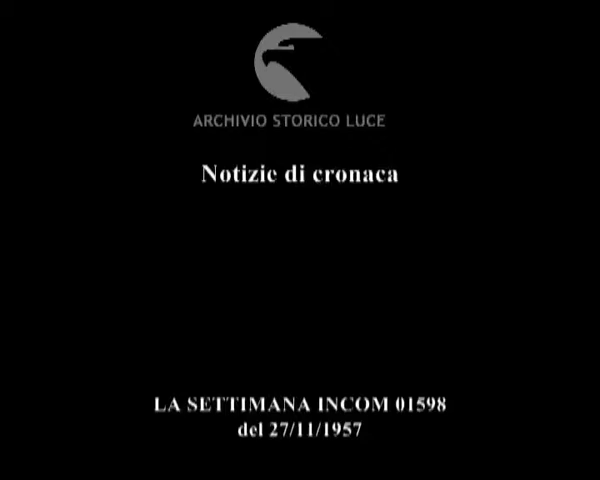 ARCHIVIO STORICO LUCE
Notizie di cronaca
LA SETTIMANA INCOM 01598
del 27/11/1957